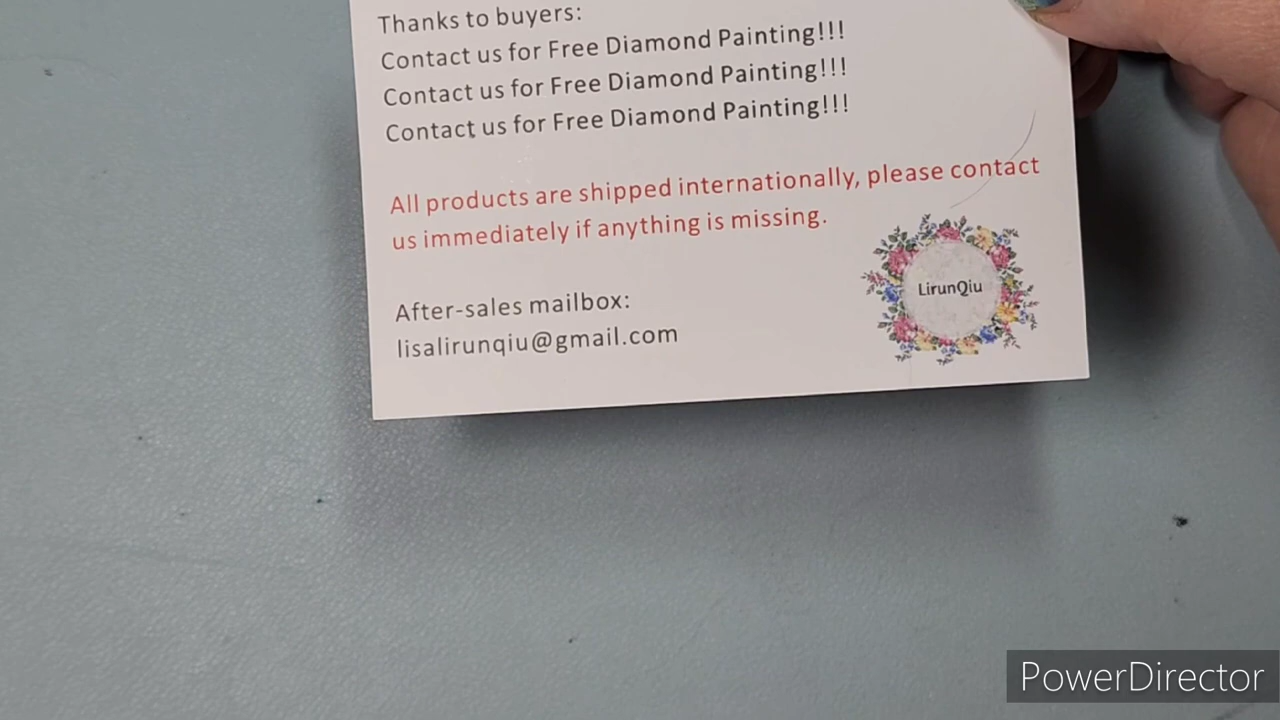 Thanks to buyers:
Contact us for Free Diamond Painting!!!
Contact us for Free Diamond Painting!!!
Contact us for Free Diamond Painting!!!
All products are shipped internationally, please contact
us immediately if anything is missing.
LirunQiu
After-sales mailbox:
lisalirunqiu@gmail.com
PowerDirector